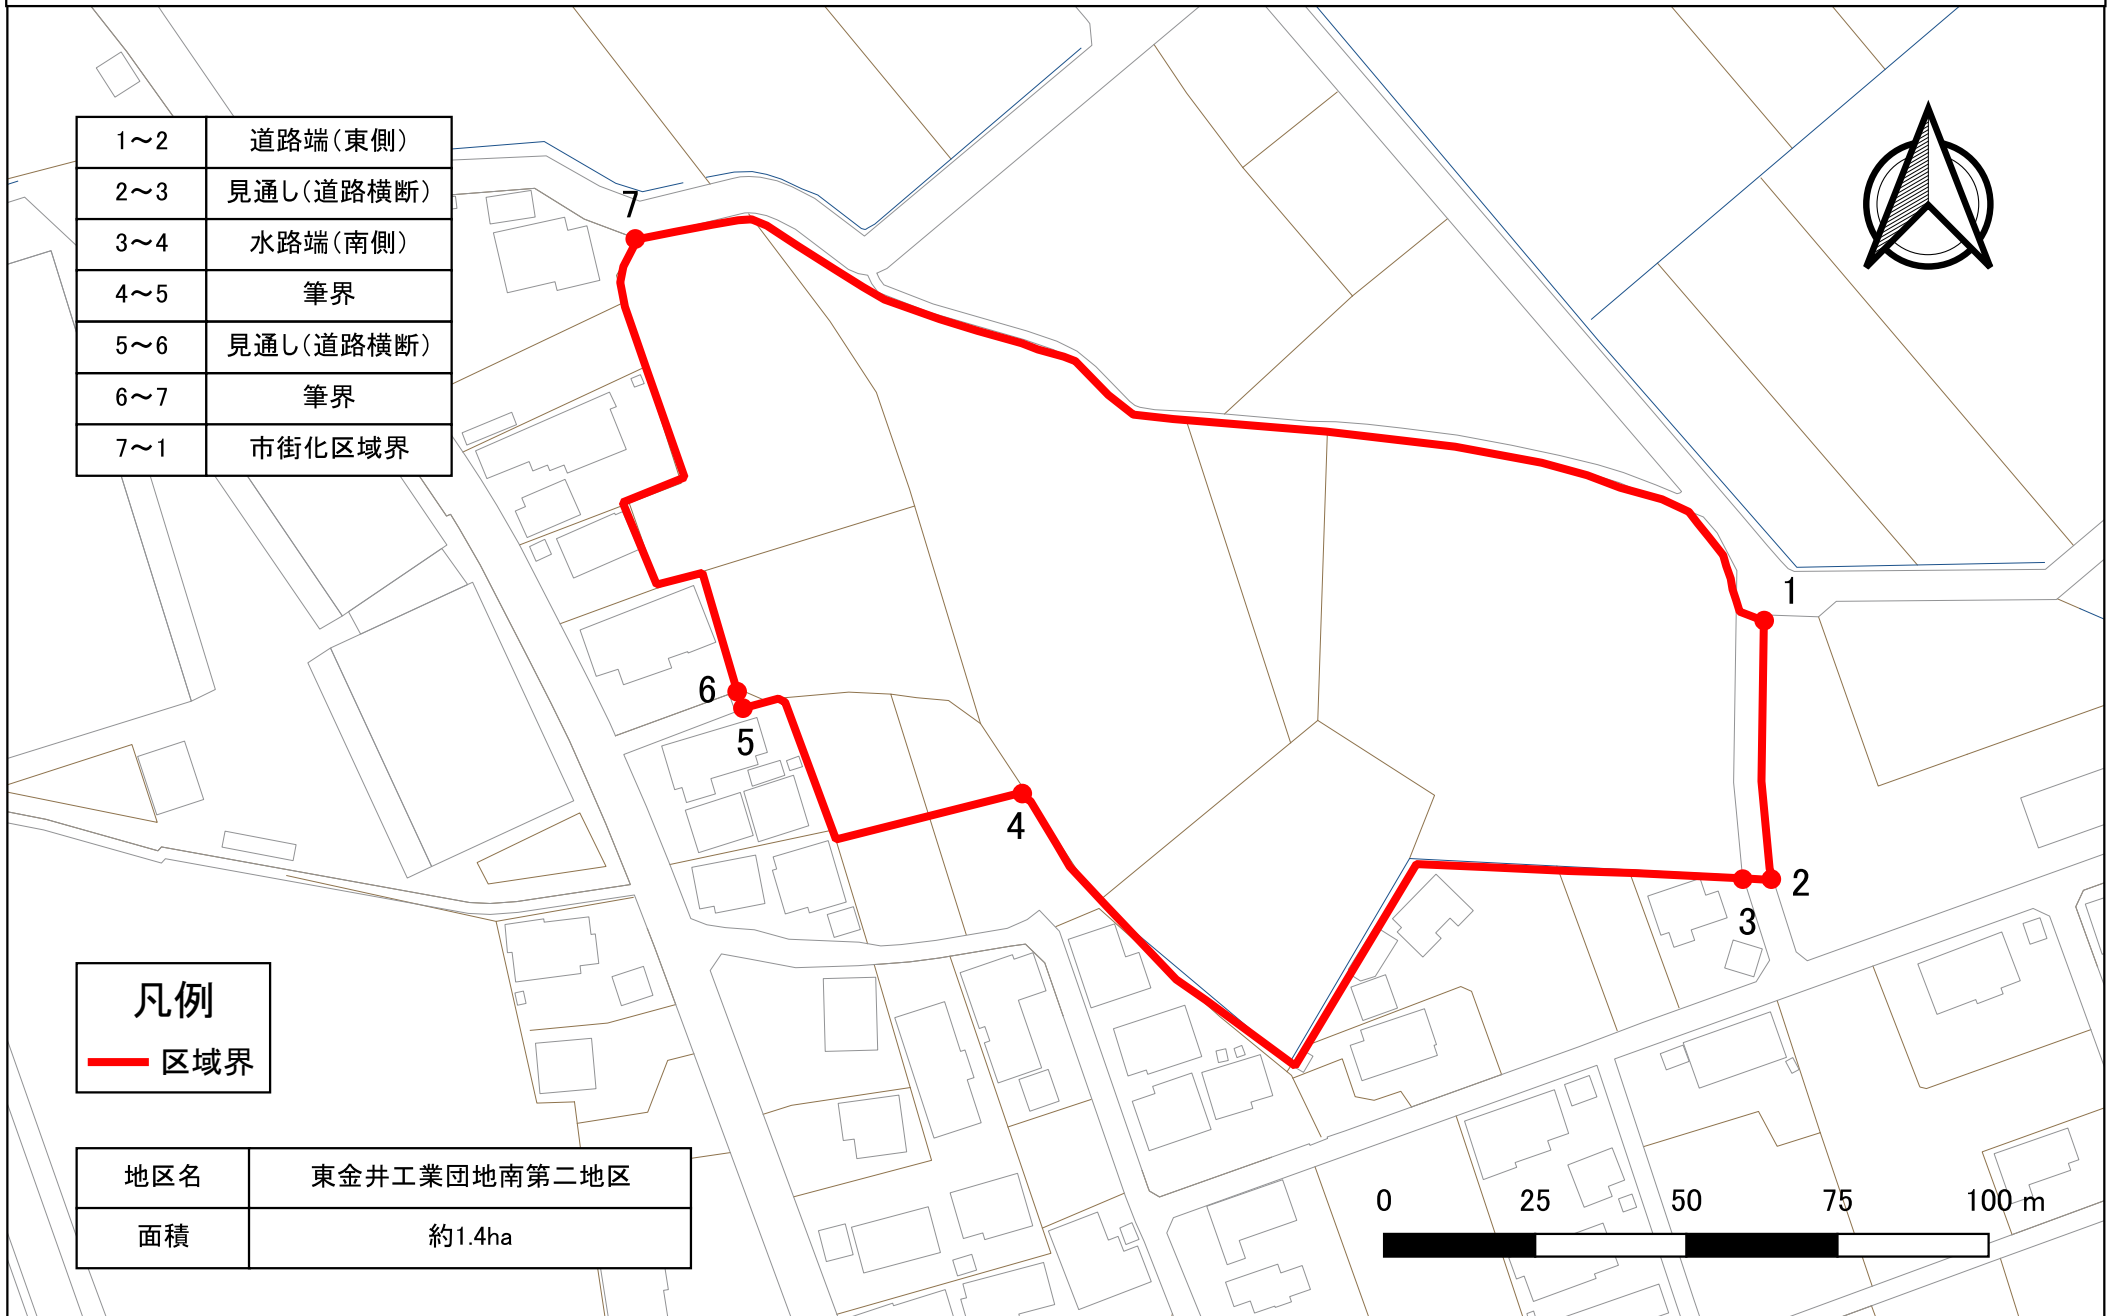 1～2 道路端(東側)
2～3 見通し(道路横断)
3～4 水路端(南側)
4～5 筆界
5～6 見通し(道路横断)
6～7 筆界
7～1 市街化区域界
7
1
6
5
4
2
3
凡例
区域界
地区名 東金井工業団地南第二地区
面積 約1.4ha
0 25 50 75 100 m